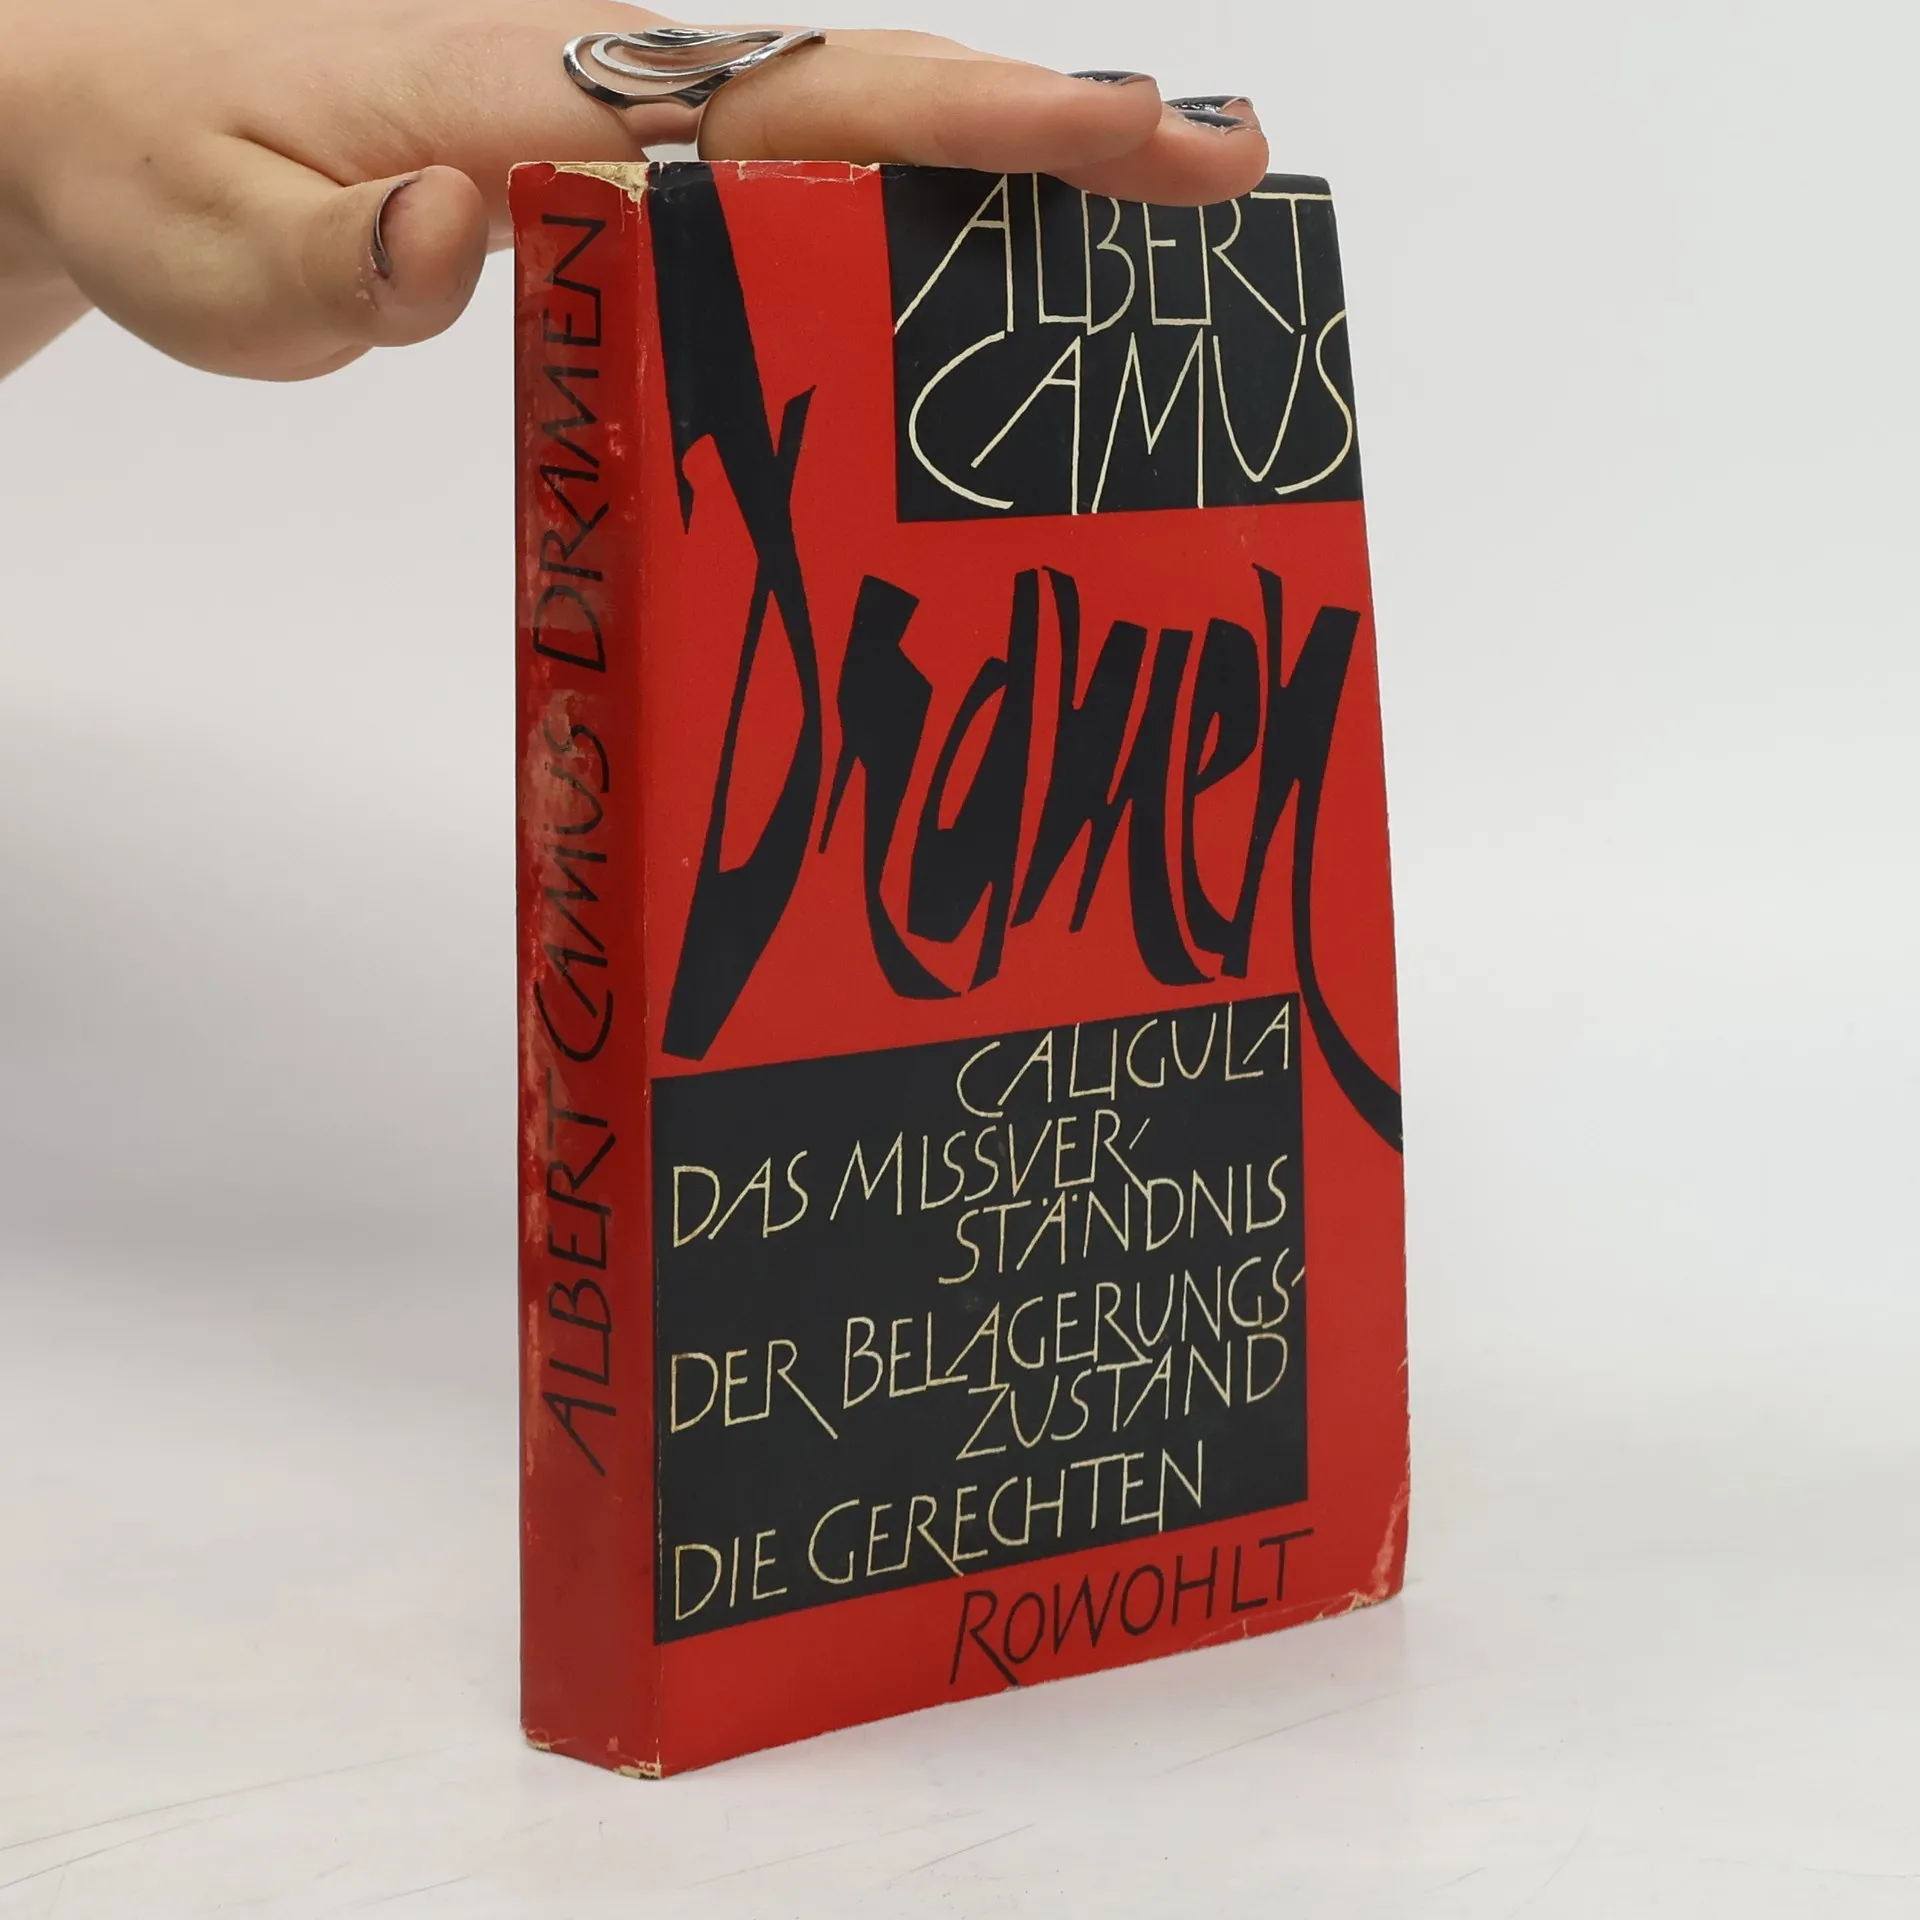 ALBERT CAMUS DRAMEN
ALBERT
CAMUS
Dramen
CALIGULA
DAS MISSVER-
STÄNDNIS
DER BELAGERUNGS-
ZUSTAND
DIE GERECHTEN
ROWOHLT